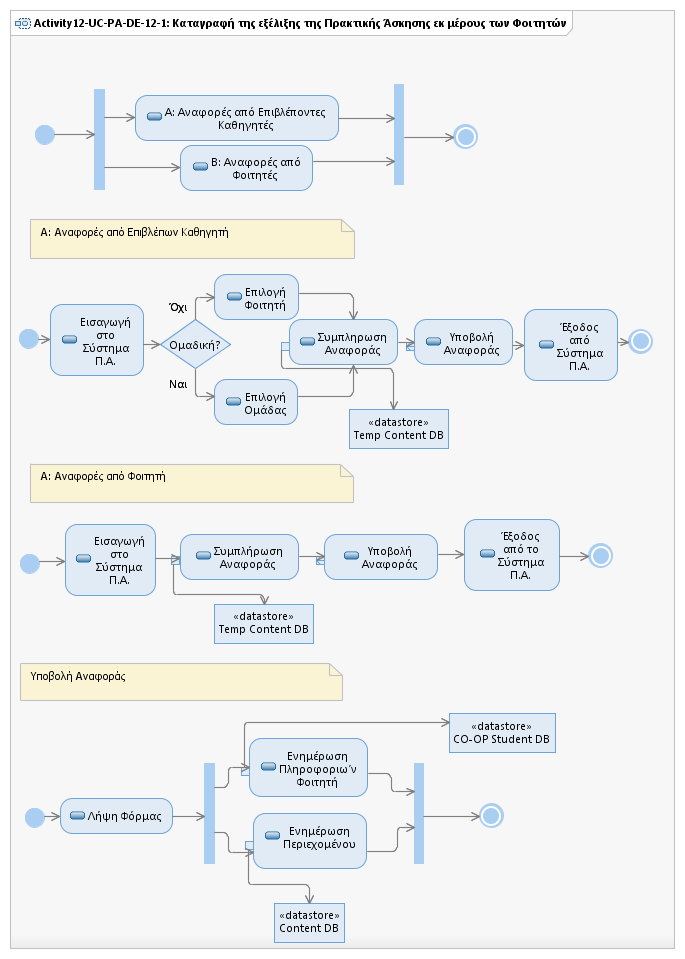 Activity12-UC-PA-DE-12-1: Καταγραφή της εξέλιξης της Πρακτικής Άσκησης εκ μέρους των Φοιτητών
Α: Αναφορές από Επιβλέποντες
Καθηγητές
Β: Αναφορές από
Φοιτητές
Α: Αναφορές από Επιβλέπων Καθηγητή
Εισαγωγή
στο
Σύστημα
Π.Α.
Όχι
Ομαδική?
Ναι
Επιλογή
Φοιτητή
Επιλογή
Ομάδας
Συμπληρωση
Αναφοράς
Υποβολή
Αναφοράς
Έξοδος
από
Σύστημα
Π.Α.
«datastore»
Temp Content DB
Α: Αναφορές από Φοιτητή
Εισαγωγή
στο
Σύστημα
Π.Α.
Συμπλήρωση
Αναφοράς
Υποβολή
Αναφοράς
Έξοδος
από το
Σύστημα
Π.Α.
«datastore»
Temp Content DB
Υποβολή Αναφοράς
«datastore»
CO-OP Student DB
Ενημέρωση
Πληροφοριω΄ν
Φοιτητή
Λήψη Φόρμας
Ενημέρωση
Περιεχομένου
«datastore»
Content DB